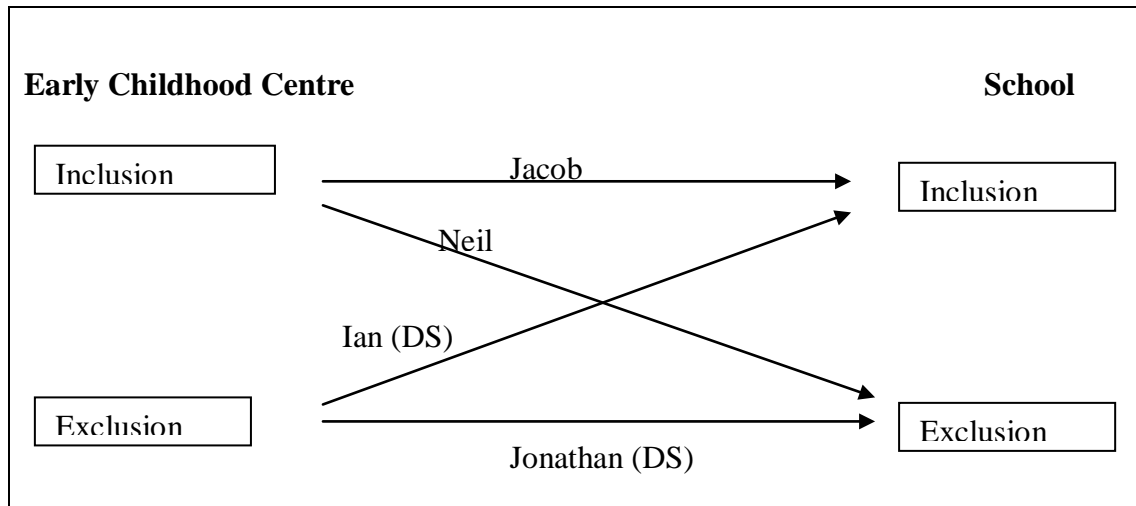 Early Childhood Centre School
Inclusion Jacob Inclusion
Neil
Ian (DS)
Exclusion Exclusion
Jonathan (DS)